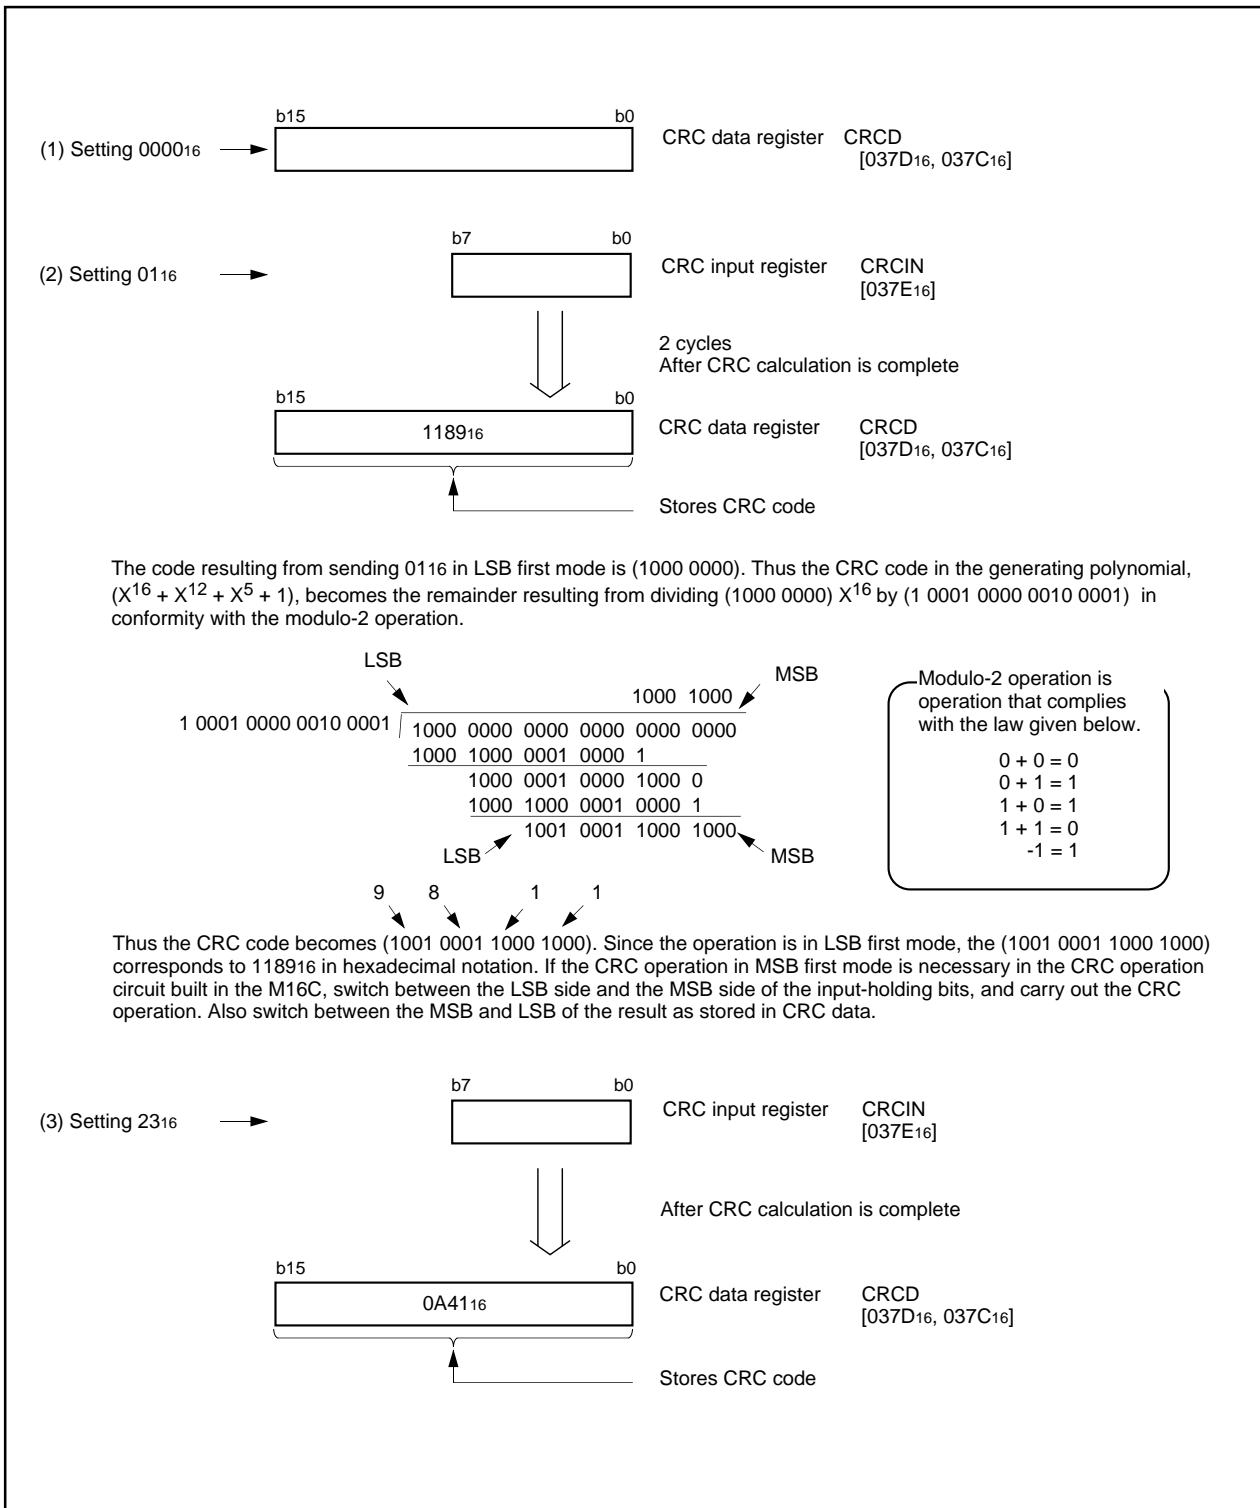 b15 b0
(1) Setting 0000₁₆
CRC data register CRCD
[037D₁₆, 037C₁₆]
b7 b0
(2) Setting 01₁₆
CRC input register CRCIN
[037E₁₆]
2 cycles
After CRC calculation is complete
b15 b0
1189₁₆
CRC data register CRCD
[037D₁₆, 037C₁₆]
Stores CRC code
The code resulting from sending 01₁₆ in LSB first mode is (1000 0000). Thus the CRC code in the generating polynomial,
(X¹⁶ + X¹² + X⁵ + 1), becomes the remainder resulting from dividing (1000 0000) X¹⁶ by (1 0001 0000 0010 0001) in
conformity with the modulo-2 operation.
LSB
MSB
1000 1000
1 0001 0000 0010 0001
1000 0000 0000 0000 0000 0000
1000 1000 0001 0000 1
1000 0001 0000 1000 0
1000 1000 0001 0000 1
1001 0001 1000 1000
LSB
MSB
Modulo-2 operation is
operation that complies
with the law given below.
0 + 0 = 0
0 + 1 = 1
1 + 0 = 1
1 + 1 = 0
-1 = 1
9 8 1 1
Thus the CRC code becomes (1001 0001 1000 1000). Since the operation is in LSB first mode, the (1001 0001 1000 1000)
corresponds to 1189₁₆ in hexadecimal notation. If the CRC operation in MSB first mode is necessary in the CRC operation
circuit built in the M16C, switch between the LSB side and the MSB side of the input-holding bits, and carry out the CRC
operation. Also switch between the MSB and LSB of the result as stored in CRC data.
b7 b0
(3) Setting 23₁₆
CRC input register CRCIN
[037E₁₆]
After CRC calculation is complete
b15 b0
0A41₁₆
CRC data register CRCD
[037D₁₆, 037C₁₆]
Stores CRC code